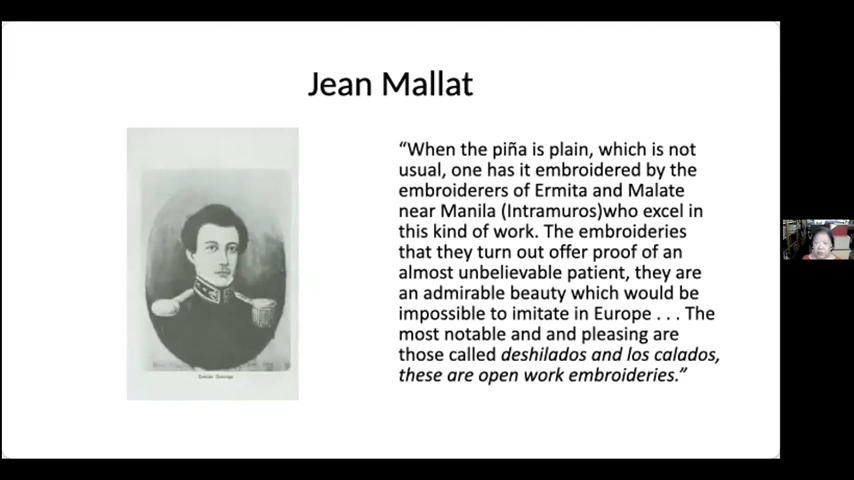 Jean Mallat
“When the piña is plain, which is not
usual, one has it embroidered by the
embroiderers of Ermita and Malate
near Manila (Intramuros)who excel in
this kind of work. The embroideries
that they turn out offer proof of an
almost unbelievable patient, they are
an admirable beauty which would be
impossible to imitate in Europe . . . The
most notable and and pleasing are
those called deshilados and los calados,
these are open work embroideries.”
Damián Domingo